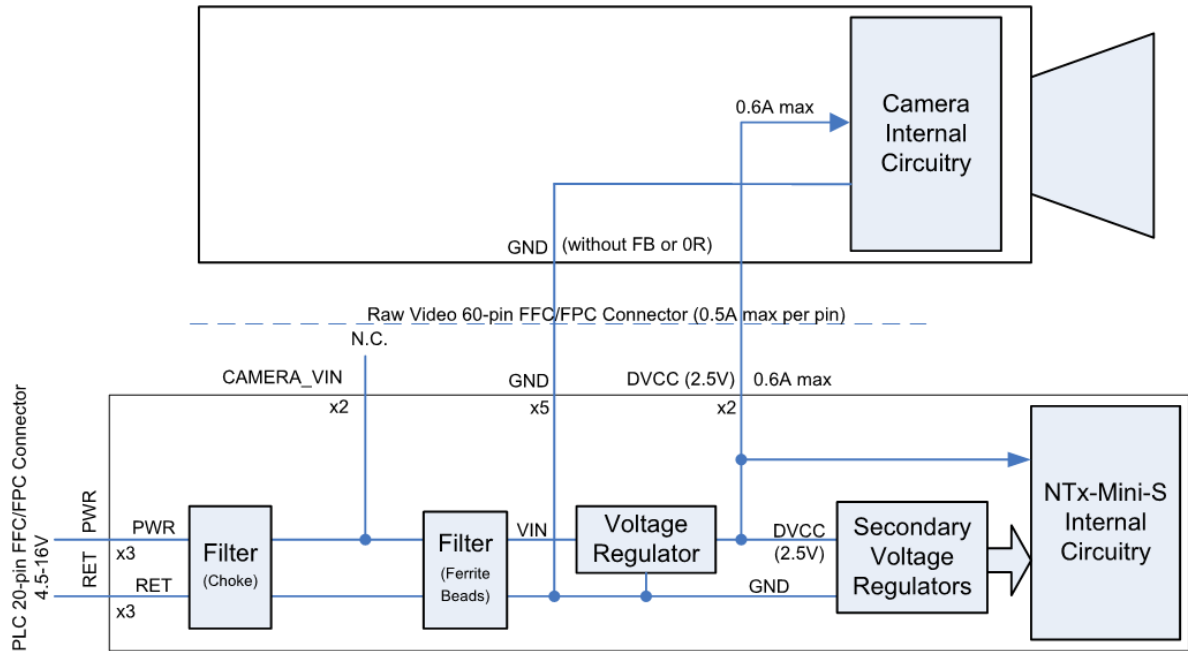 0.6A max
Camera
Internal
Circuitry
GND
(without FB or 0R)
Raw Video 60-pin FFC/FPC Connector (0.5A max per pin)
N.C.
CAMERA_VIN
x2
GND
x5
DVCC (2.5V)
0.6A max
x2
PLC 20-pin FFC/FPC Connector
4.5-16V
PWR
RET
PWR
x3
RET
x3
Filter
(Choke)
Filter
(Ferrite
Beads)
VIN
Voltage
Regulator
DVCC
(2.5V)
GND
Secondary
Voltage
Regulators
NTx-Mini-S
Internal
Circuitry